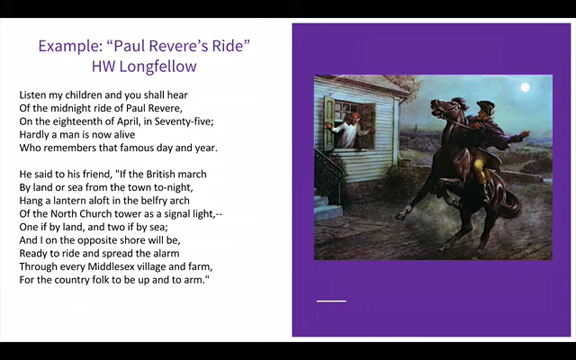 Example: “Paul Revere’s Ride”
HW Longfellow
Listen my children and you shall hear
Of the midnight ride of Paul Revere,
On the eighteenth of April, in Seventy-five;
Hardly a man is now alive
Who remembers that famous day and year.
He said to his friend, "If the British march
By land or sea from the town to-night,
Hang a lantern aloft in the belfry arch
Of the North Church tower as a signal light,--
One if by land, and two if by sea;
And I on the opposite shore will be,
Ready to ride and spread the alarm
Through every Middlesex village and farm,
For the country folk to be up and to arm."